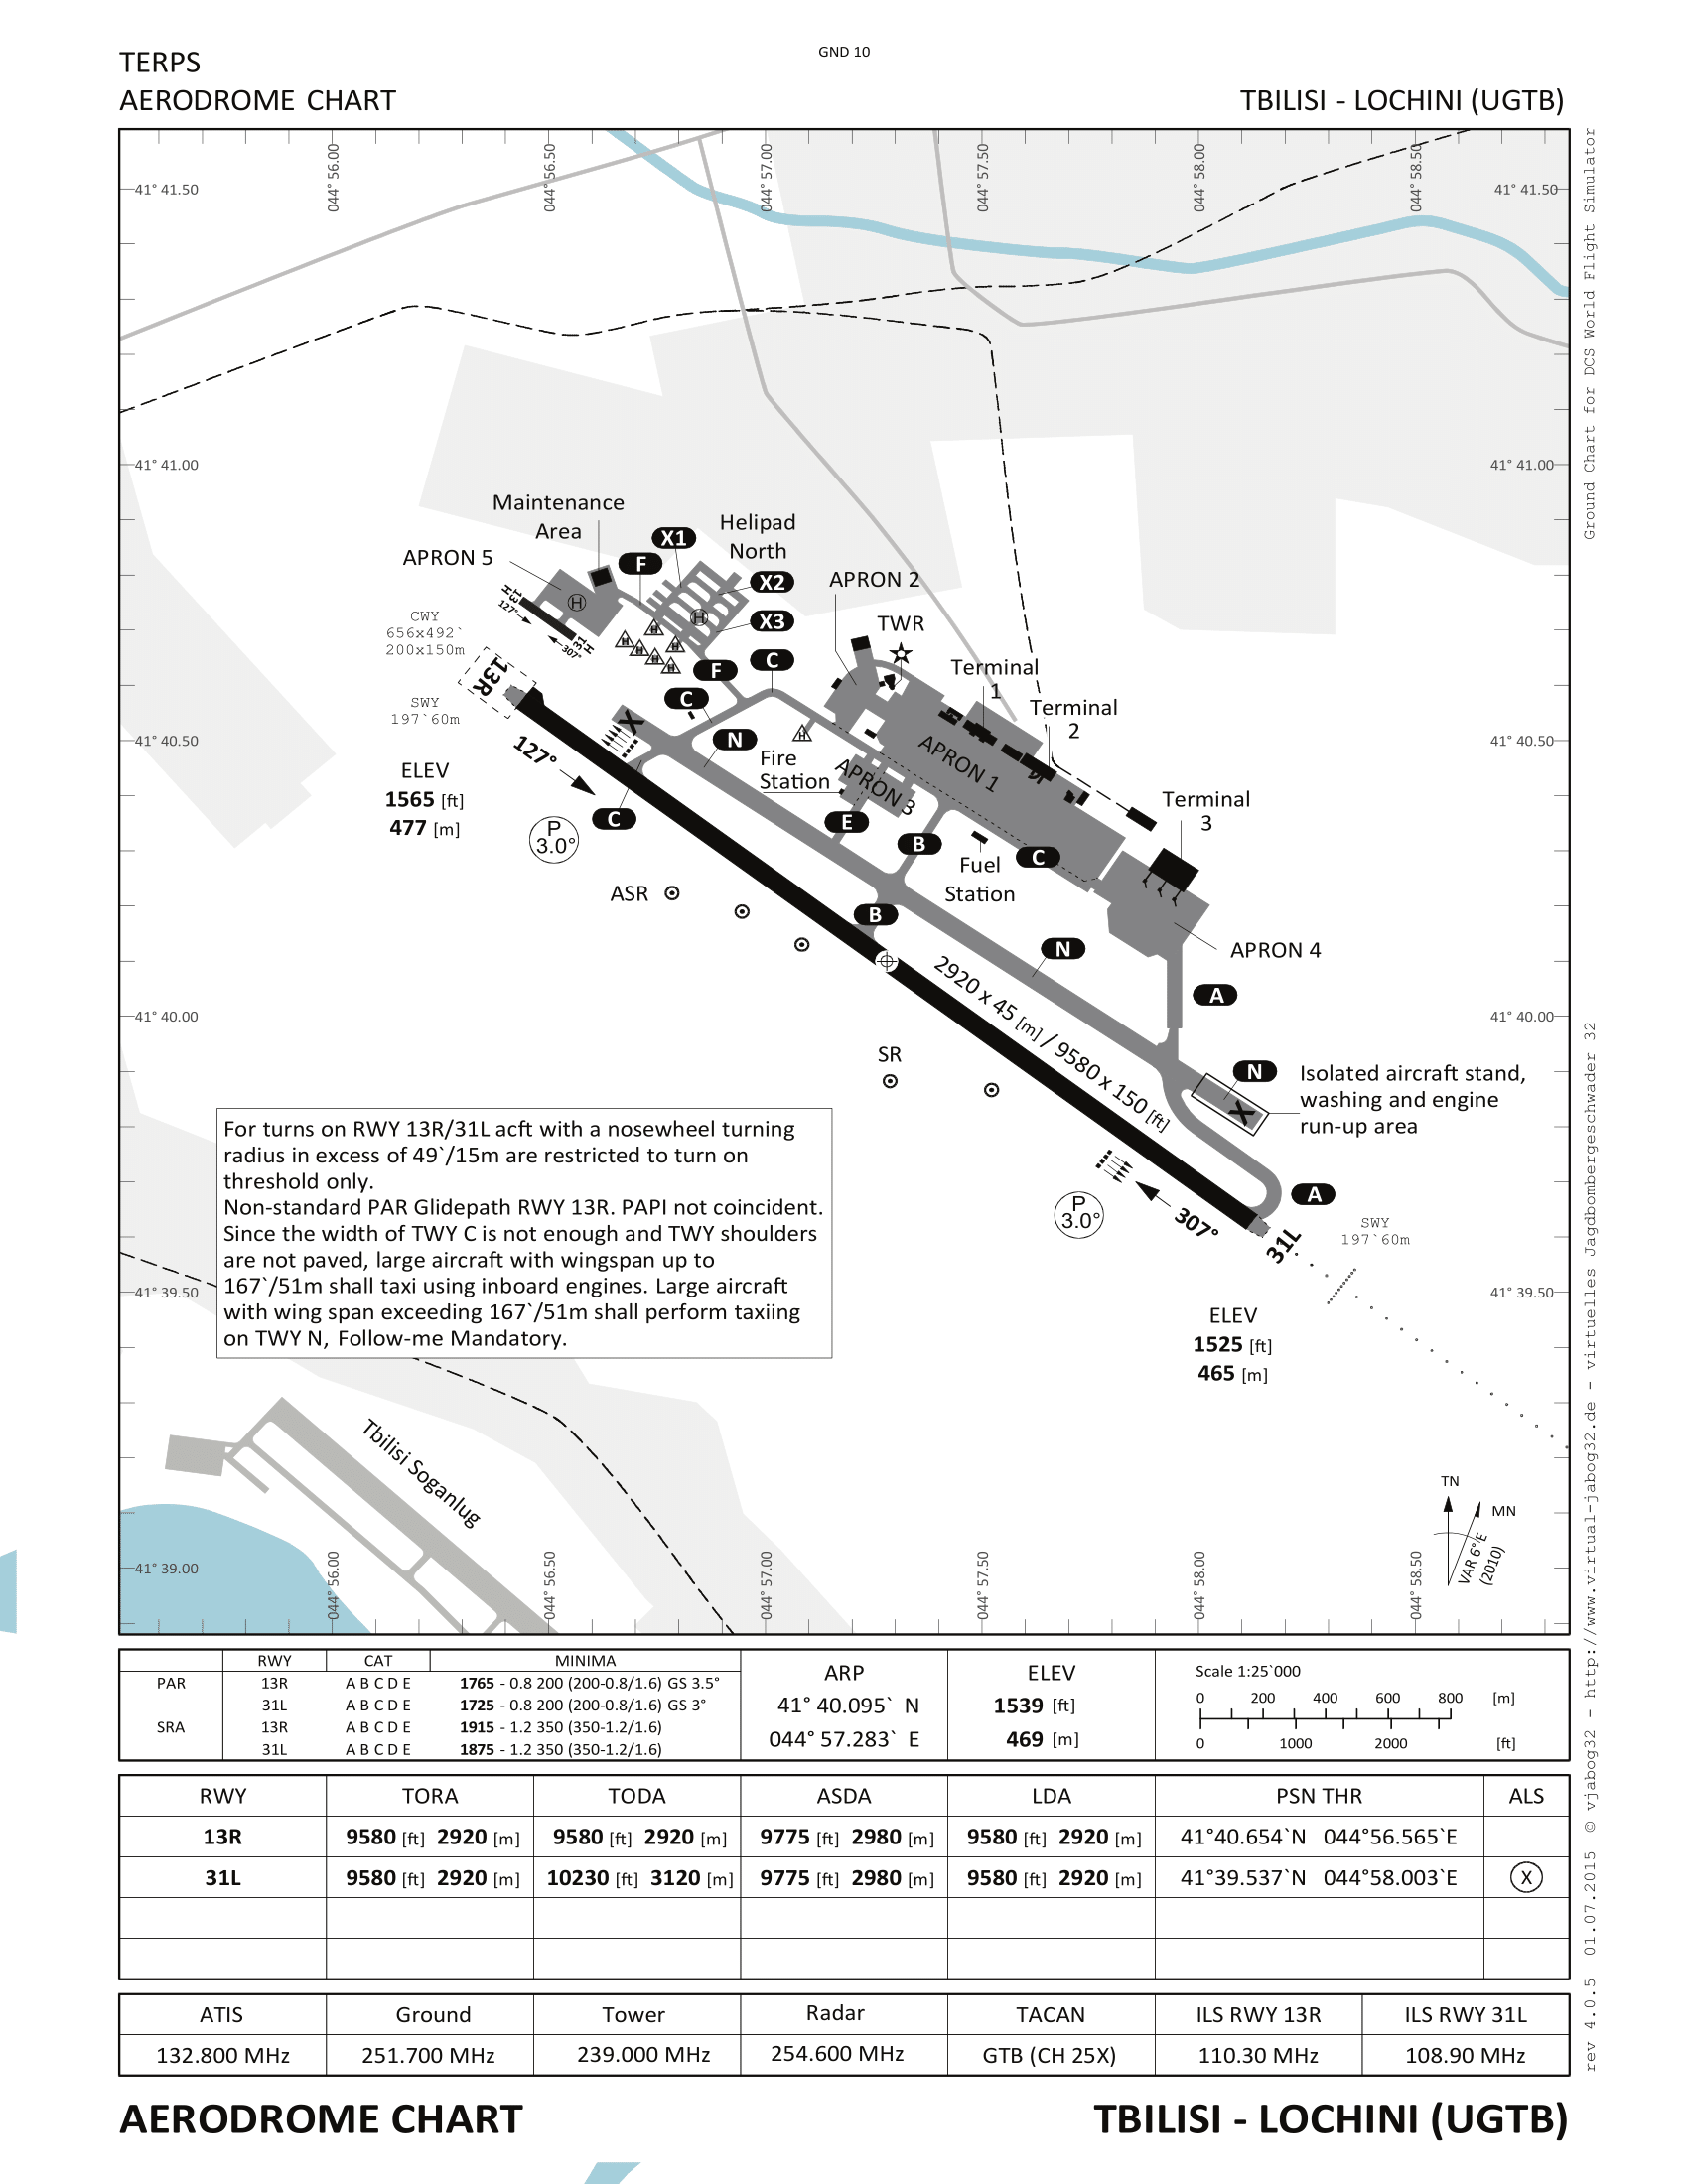 GND 10
TERPS
AERODROME CHART
TBILISI - LOCHINI (UGTB)
044° 56.00
044° 56.50
044° 57.00
044° 57.50
044° 58.00
044° 58.50
41° 41.50
41° 41.50
41° 41.00
41° 41.00
Maintenance
Area
APRON 5
X1
F
Helipad
North
X2
X3
APRON 2
TWR
H
H
13
H
127°
31
H
307°
CWY
656x492`
200x150m
13R
SWY
197`60m
F
C
C
Terminal
1
Terminal
2
X
N
41° 40.50
41° 40.50
127°
Fire
Station
APRON 3
APRON 1
ELEV
1565 [ft]
477 [m]
Terminal
3
C
P
3.0°
E
B
C
Fuel
Station
ASR
B
N
APRON 4
2920 x 45 [m] / 9580 x 150 [ft]
A
41° 40.00
41° 40.00
SR
N
X
Isolated aircraft stand,
washing and engine
run-up area
For turns on RWY 13R/31L acft with a nosewheel turning
radius in excess of 49`/15m are restricted to turn on
threshold only.
Non-standard PAR Glidepath RWY 13R. PAPI not coincident.
Since the width of TWY C is not enough and TWY shoulders
are not paved, large aircraft with wingspan up to
167`/51m shall taxi using inboard engines. Large aircraft
with wing span exceeding 167`/51m shall perform taxiing
on TWY N, Follow-me Mandatory.
P
3.0°
307°
A
31L
SWY
197`60m
41° 39.50
41° 39.50
ELEV
1525 [ft]
465 [m]
Tbilisi Soganlug
TN
MN
VAR 6°E
(2010)
41° 39.00
044° 56.00
044° 56.50
044° 57.00
044° 57.50
044° 58.00
044° 58.50
RWY CAT MINIMA
PAR 13R A B C D E 1765 - 0.8 200 (200-0.8/1.6) GS 3.5°
31L A B C D E 1725 - 0.8 200 (200-0.8/1.6) GS 3°
SRA 13R A B C D E 1915 - 1.2 350 (350-1.2/1.6)
31L A B C D E 1875 - 1.2 350 (350-1.2/1.6)
ARP
41° 40.095` N
044° 57.283` E
ELEV
1539 [ft]
469 [m]
Scale 1:25`000
0 200 400 600 800 [m]
0 1000 2000 [ft]
RWY TORA TODA ASDA LDA PSN THR ALS
13R 9580 [ft] 2920 [m] 9580 [ft] 2920 [m] 9775 [ft] 2980 [m] 9580 [ft] 2920 [m] 41°40.654`N 044°56.565`E
31L 9580 [ft] 2920 [m] 10230 [ft] 3120 [m] 9775 [ft] 2980 [m] 9580 [ft] 2920 [m] 41°39.537`N 044°58.003`E X
ATIS Ground Tower Radar TACAN ILS RWY 13R ILS RWY 31L
132.800 MHz 251.700 MHz 239.000 MHz 254.600 MHz GTB (CH 25X) 110.30 MHz 108.90 MHz
AERODROME CHART
TBILISI - LOCHINI (UGTB)
Ground Chart for DCS World Flight Simulator
rev 4.0.5 01.07.2015 © vjabog32 - http://www.virtual-jabog32.de - virtuelles Jagdbombergeschwader 32